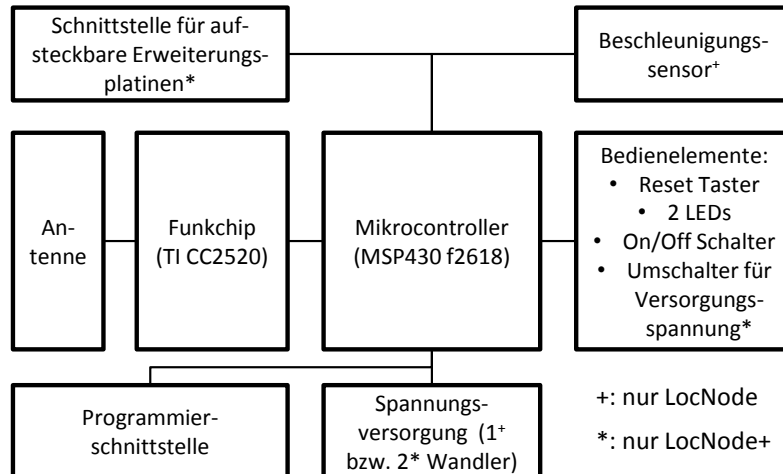 Schnittstelle für auf-
steckbare Erweiterungs-
platinen*
Beschleunigungs-
sensor+
An-
tenne
Funkchip
(TI CC2520)
Mikrocontroller
(MSP430 f2618)
Bedienelemente:
• Reset Taster
• 2 LEDs
• On/Off Schalter
• Umschalter für
Versorgungs-
spannung*
Programmier-
schnittstelle
Spannungs-
versorgung (1+
bzw. 2* Wandler)
+: nur LocNode
*: nur LocNode+